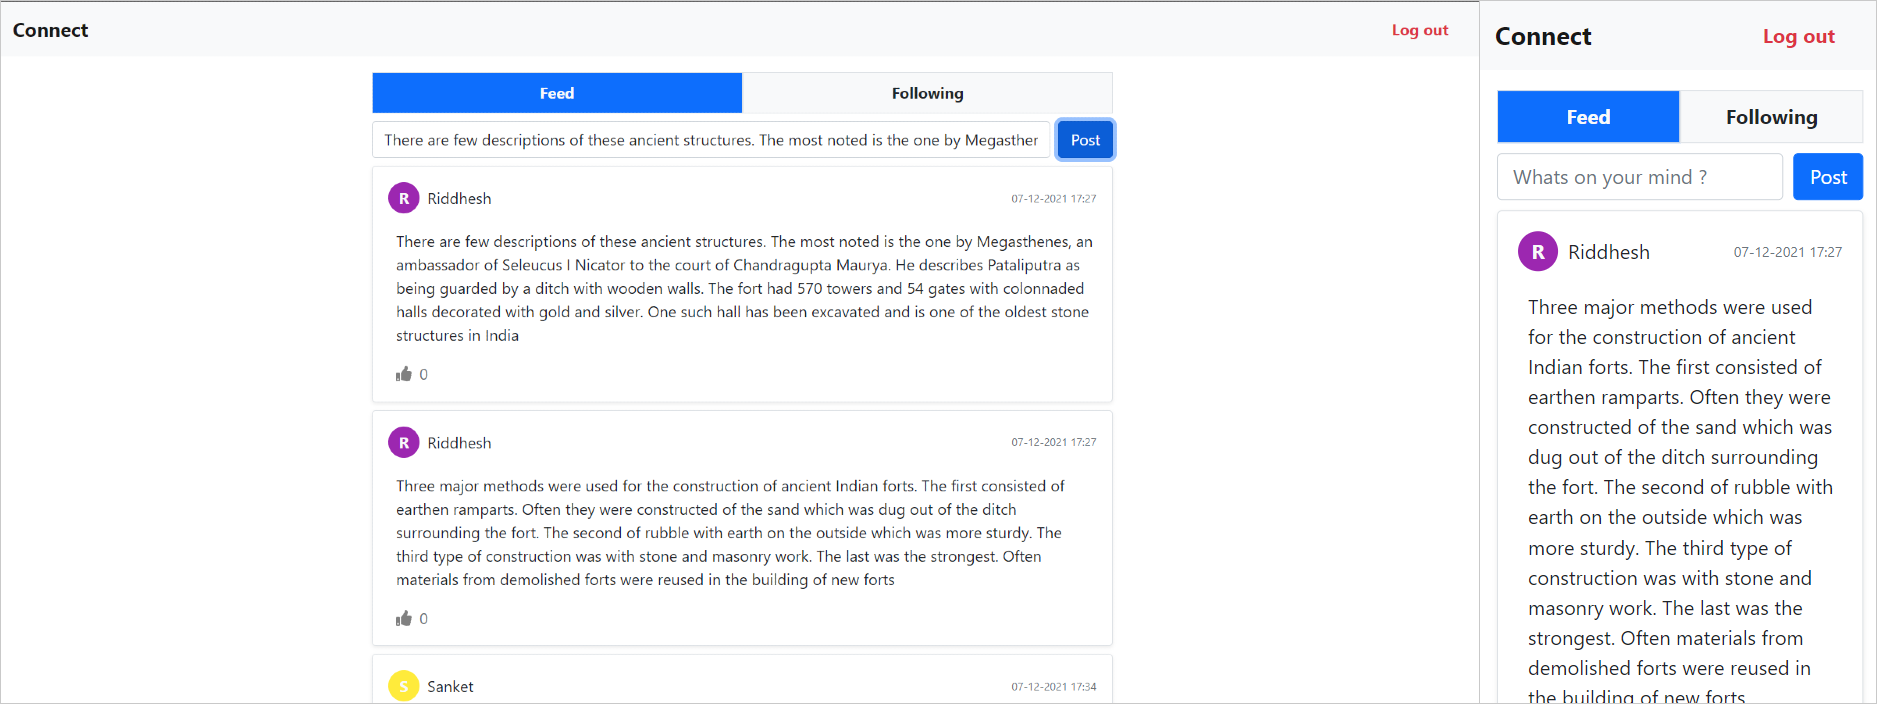 Connect
Log out
Feed
Following
There are few descriptions of these ancient structures. The most noted is the one by Megasther
Post
R
Riddhesh
07-12-2021 17:27
There are few descriptions of these ancient structures. The most noted is the one by Megasthenes, an
ambassador of Seleucus I Nicator to the court of Chandragupta Maurya. He describes Pataliputra as
being guarded by a ditch with wooden walls. The fort had 570 towers and 54 gates with colonnaded
halls decorated with gold and silver. One such hall has been excavated and is one of the oldest stone
structures in India
0
R
Riddhesh
07-12-2021 17:27
Three major methods were used for the construction of ancient Indian forts. The first consisted of
earthen ramparts. Often they were constructed of the sand which was dug out of the ditch
surrounding the fort. The second of rubble with earth on the outside which was more sturdy. The
third type of construction was with stone and masonry work. The last was the strongest. Often
materials from demolished forts were reused in the building of new forts
0
S
Sanket
07-12-2021 17:34
Connect
Log out
Feed
Following
Whats on your mind ?
Post
R
Riddhesh
07-12-2021 17:27
Three major methods were used
for the construction of ancient
Indian forts. The first consisted of
earthen ramparts. Often they were
constructed of the sand which was
dug out of the ditch surrounding
the fort. The second of rubble with
earth on the outside which was
more sturdy. The third type of
construction was with stone and
masonry work. The last was the
strongest. Often materials from
demolished forts were reused in
the building of new forts